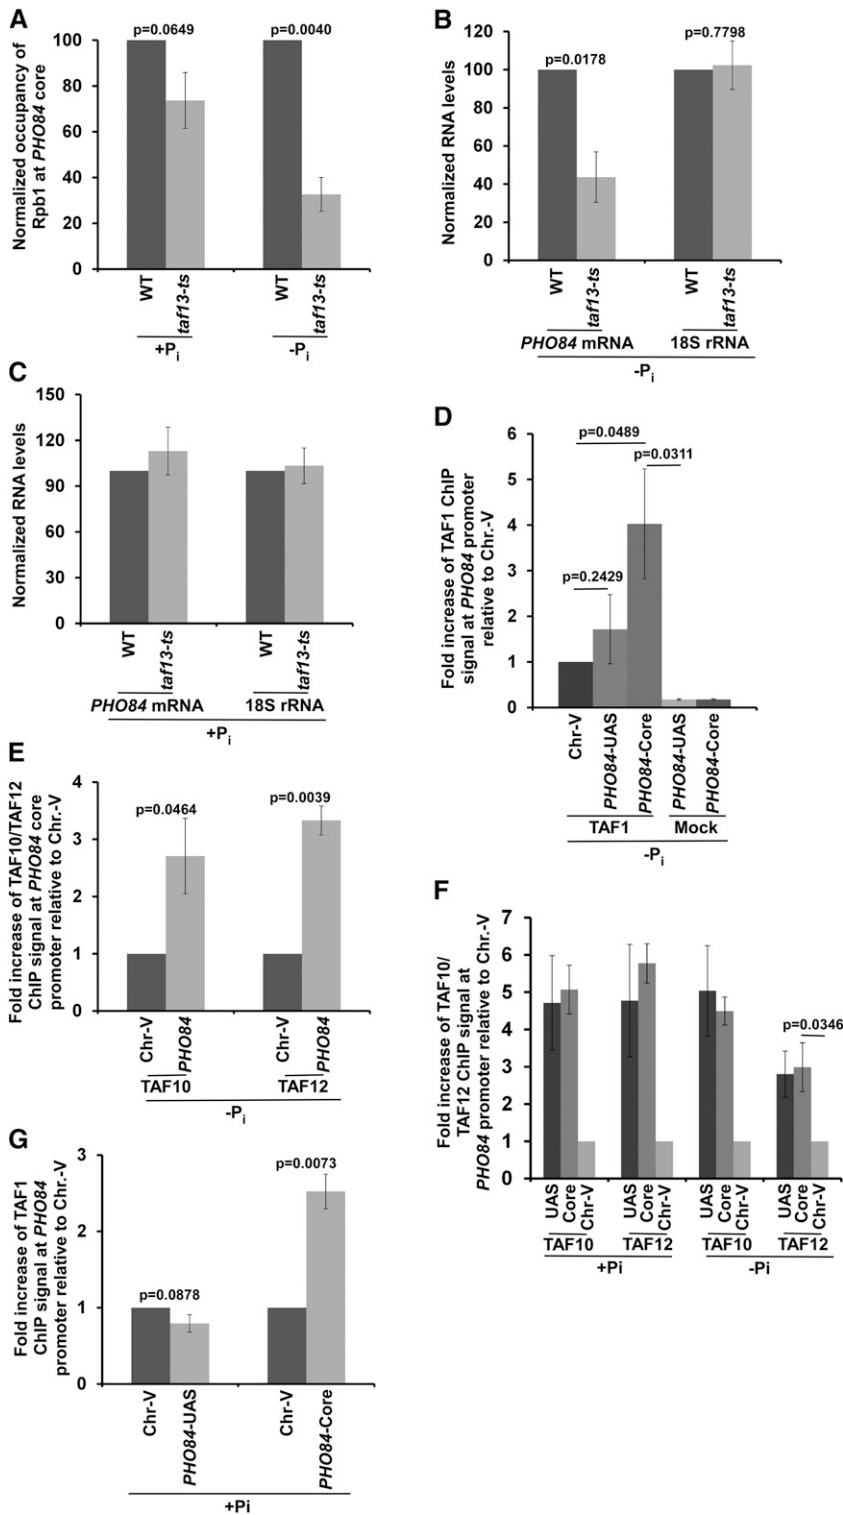 A
Normalized occupancy of
Rpb1 at PHO84 core
100
80
60
40
20
0
p=0.0649
p=0.0040
WT
taf13-ts
WT
taf13-ts
+Pi
-Pi
B
Normalized RNA levels
120
100
80
60
40
20
0
p=0.0178
p=0.7798
WT
taf13-ts
WT
taf13-ts
PHO84 mRNA
18S rRNA
-Pi
C
Normalized RNA levels
150
120
90
60
30
0
WT
taf13-ts
WT
taf13-ts
PHO84 mRNA
18S rRNA
+Pi
D
Fold increase of TAF1 ChIP
signal at PHO84 promoter
relative to Chr.-V
6
5
4
3
2
1
0
p=0.0489
p=0.0311
p=0.2429
Chr-V
PHO84-UAS
PHO84-Core
PHO84-UAS
PHO84-Core
TAF1
Mock
-Pi
E
Fold increase of TAF10/TAF12
ChIP signal at PHO84 core
promoter relative to Chr.-V
4
3
2
1
0
p=0.0464
p=0.0039
Chr-V
PHO84
Chr-V
PHO84
TAF10
TAF12
-Pi
F
Fold increase of TAF10/
TAF12 ChIP signal at
PHO84 promoter relative to Chr.-V
7
6
5
4
3
2
1
0
p=0.0346
UAS
Core
Chr-V
UAS
Core
Chr-V
UAS
Core
Chr-V
UAS
Core
Chr-V
TAF10
TAF12
TAF10
TAF12
+Pi
-Pi
G
Fold increase of TAF1
ChIP signal at PHO84
promoter relative to Chr.-V
3
2
1
0
p=0.0878
p=0.0073
Chr-V
PHO84-UAS
Chr-V
PHO84-Core
+Pi